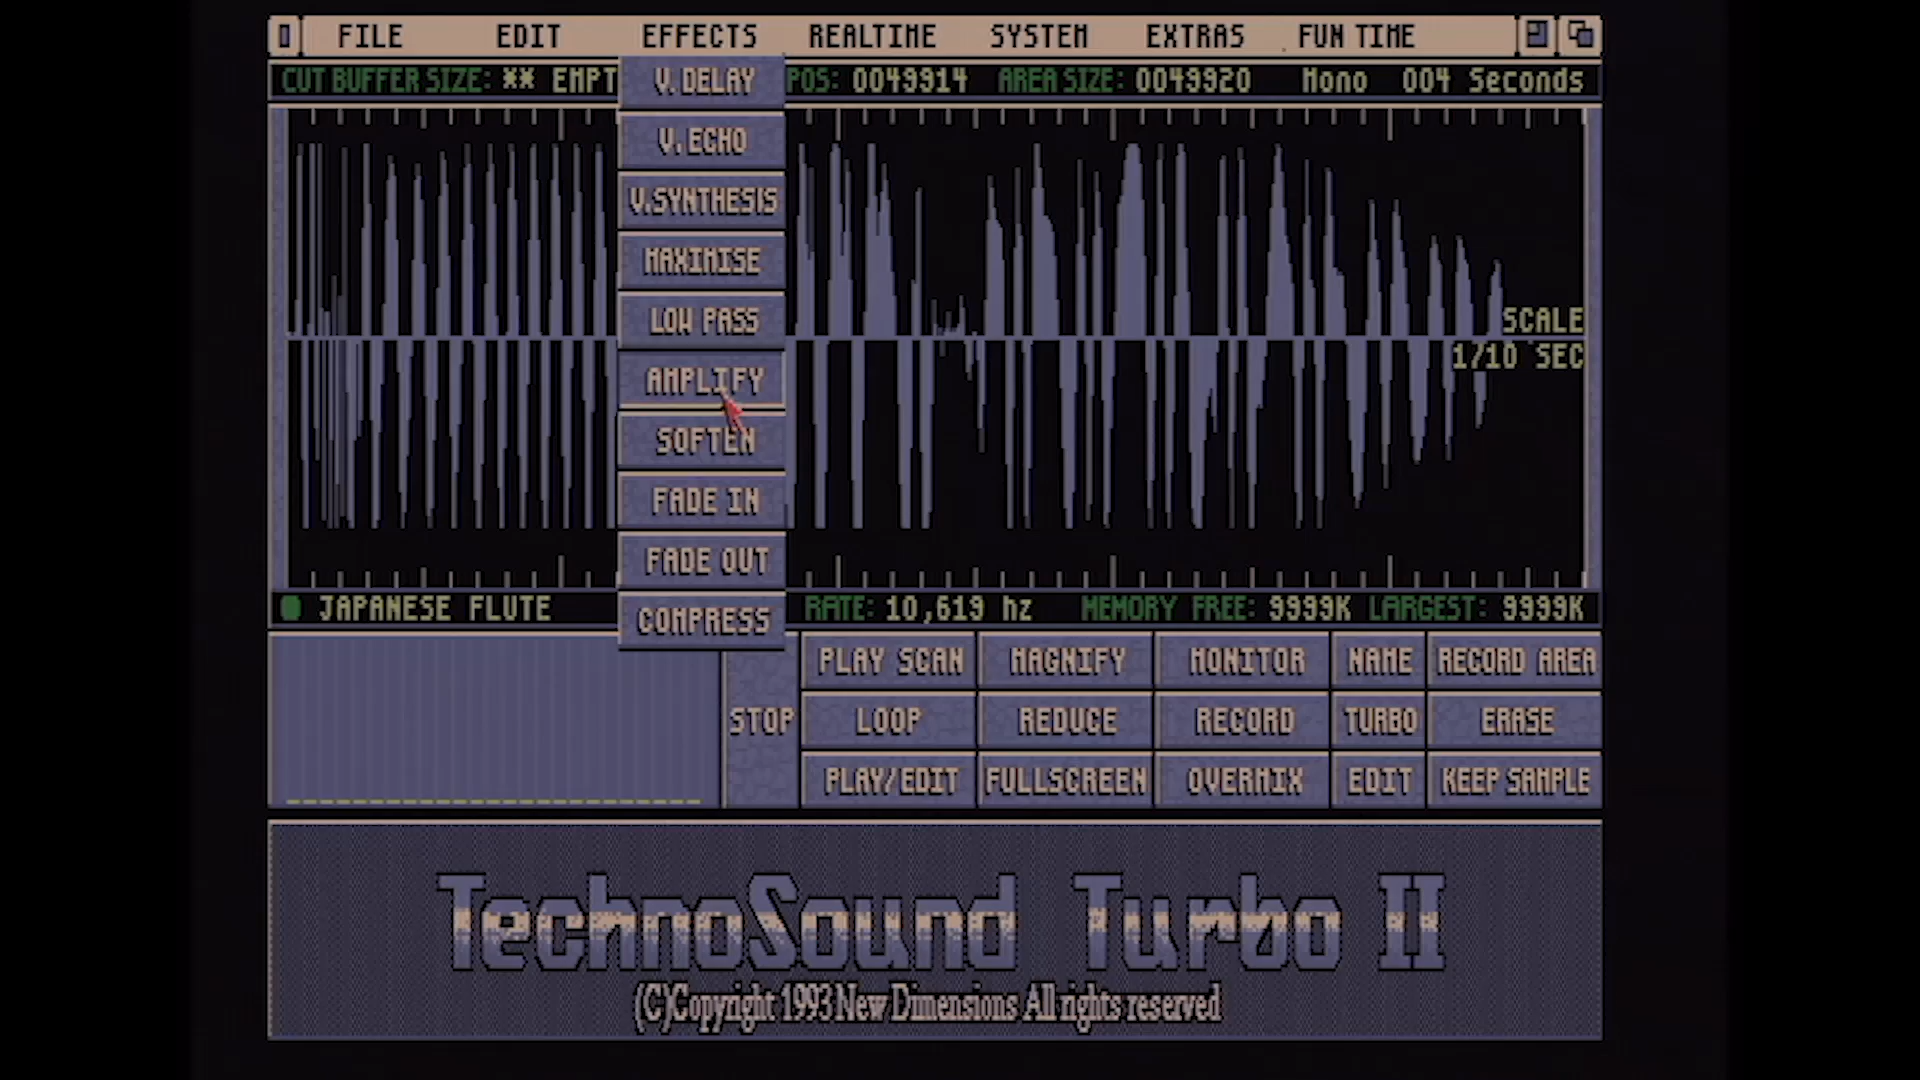 FILE EDIT EFFECTS REALTIME SYSTEM EXTRAS FUN TIME
CUT BUFFER SIZE: ** EMPT POS: 0049914 AREA SIZE: 0049920 Mono 004 Seconds
V. DELAY
V. ECHO
V.SYNTHESIS
MAXIMISE
LOW PASS
AMPLIFY
SOFTEN
FADE IN
FADE OUT
COMPRESS
SCALE
1/10 SEC
JAPANESE FLUTE RATE: 10,619 hz MEMORY FREE: 9999K LARGEST: 9999K
PLAY SCAN MAGNIFY MONITOR NAME RECORD AREA
STOP LOOP REDUCE RECORD TURBO ERASE
PLAY/EDIT FULLSCREEN OVERMIX EDIT KEEP SAMPLE
TechnoSound Turbo II
(C)Copyright 1993 New Dimensions All rights reserved